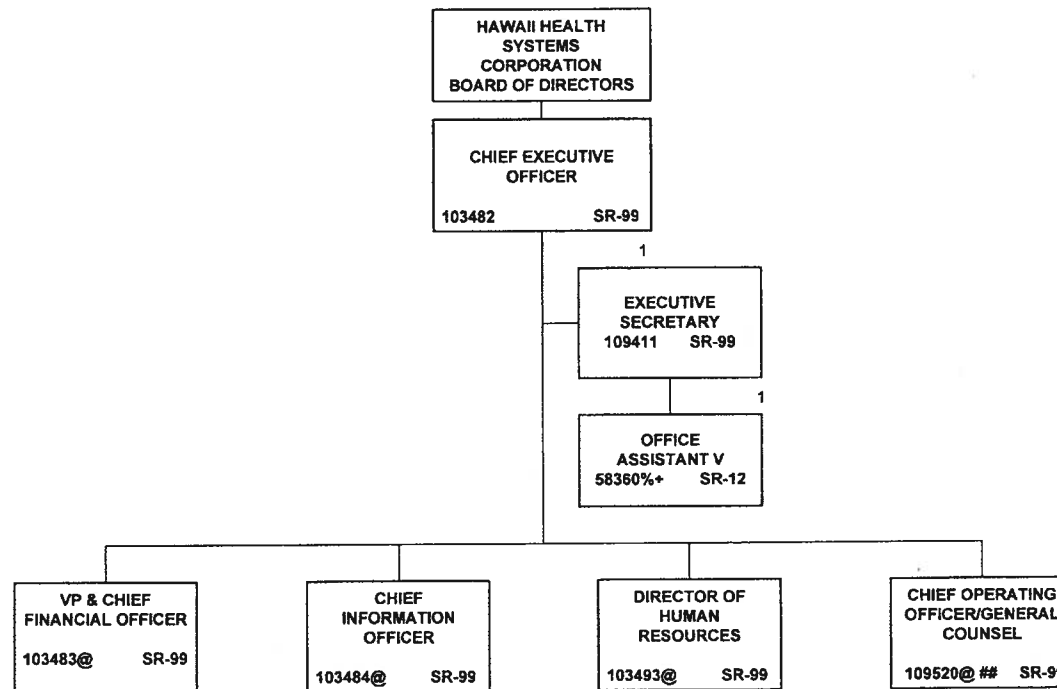 HAWAII HEALTH
SYSTEMS
CORPORATION
BOARD OF DIRECTORS
CHIEF EXECUTIVE
OFFICER
103482 SR-99
1
EXECUTIVE
SECRETARY
109411 SR-99
1
OFFICE
ASSISTANT V
58360%+ SR-12
VP & CHIEF
FINANCIAL OFFICER
103483@ SR-99
CHIEF
INFORMATION
OFFICER
103484@ SR-99
DIRECTOR OF
HUMAN
RESOURCES
103493@ SR-99
CHIEF OPERATING
OFFICER/GENERAL
COUNSEL
109520@ ## SR-9